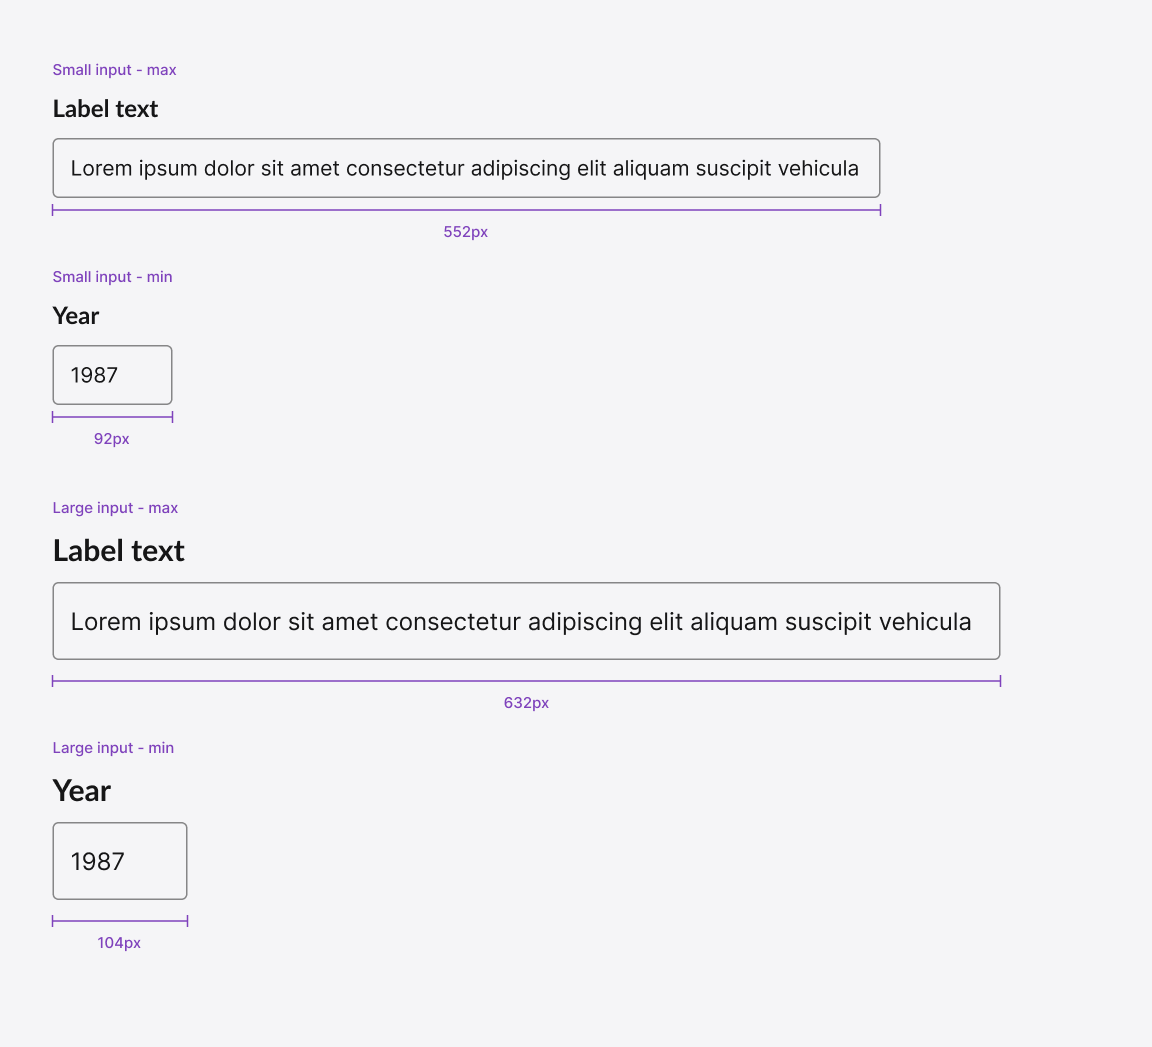 Small input - max
Label text
Lorem ipsum dolor sit amet consectetur adipiscing elit aliquam suscipit vehicula
552px
Small input - min
Year
1987
92px
Large input - max
Label text
Lorem ipsum dolor sit amet consectetur adipiscing elit aliquam suscipit vehicula
632px
Large input - min
Year
1987
104px